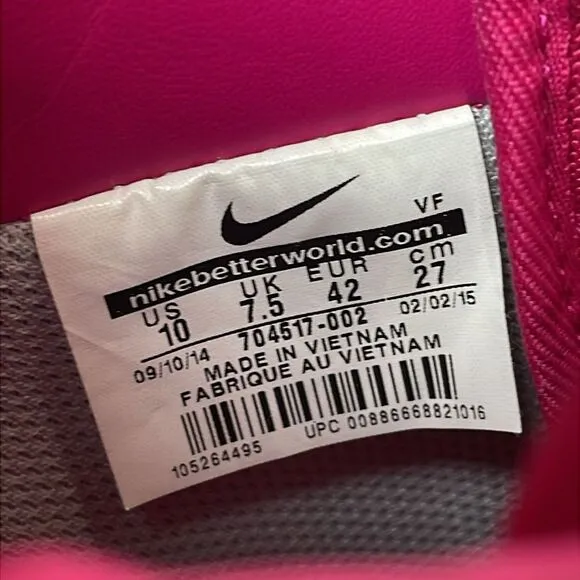 VF
nikebetterworld.com
US UK EUR cm
10 7.5 42 27
09/10/14 704517-002 02/02/15
MADE IN VIETNAM
FABRIQUE AU VIETNAM
105264495 UPC 00886668821016